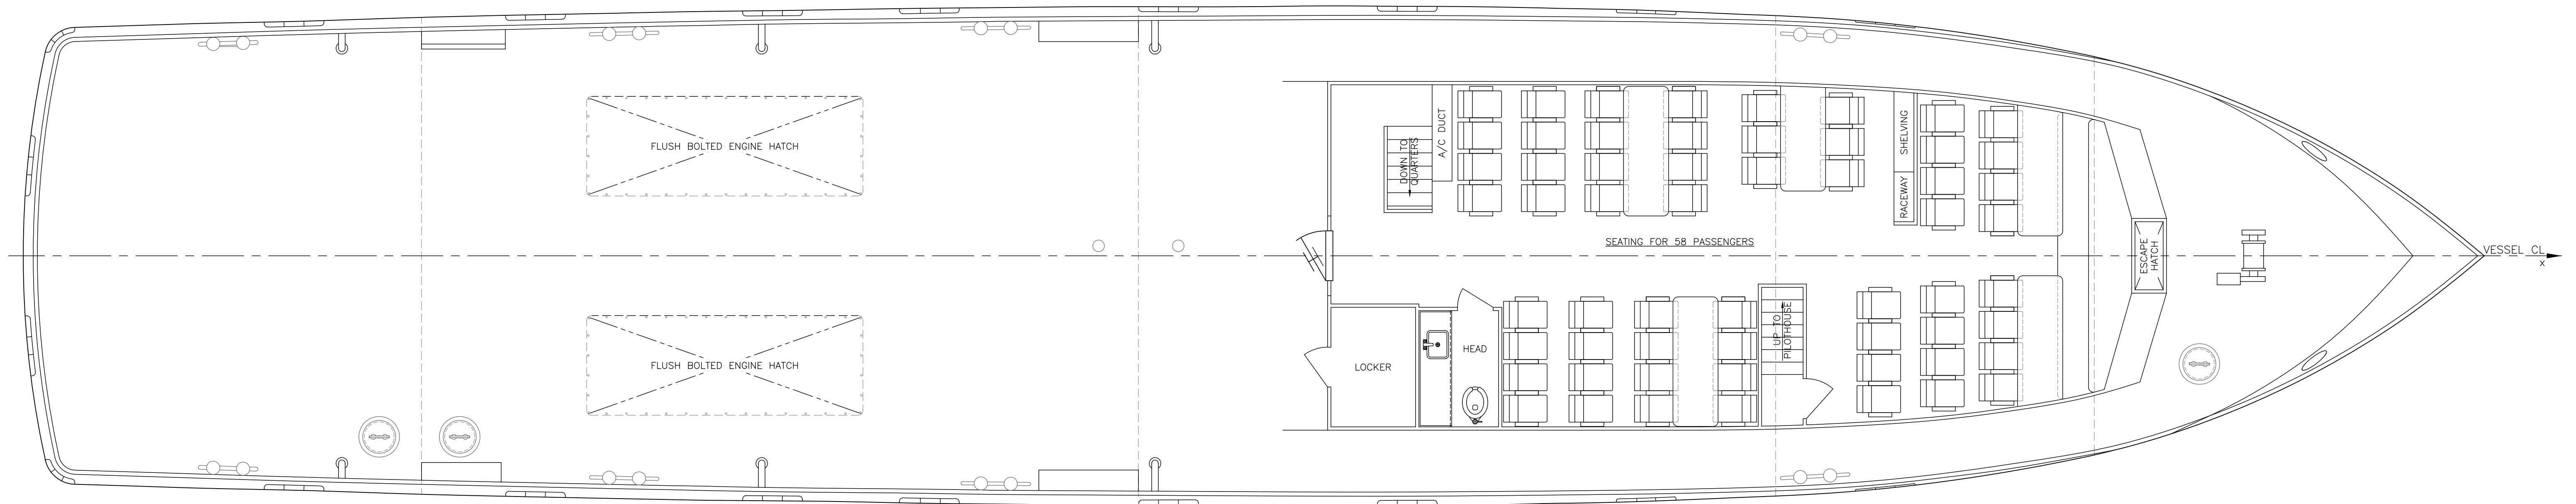 FLUSH BOLTED ENGINE HATCH
DOWN TO
QUARTERS
A/C DUCT
SHELVING
RACEWAY
SEATING FOR 58 PASSENGERS
ESCAPE
HATCH
VESSEL CL
X
FLUSH BOLTED ENGINE HATCH
LOCKER
HEAD
UP TO
PILOTHOUSE